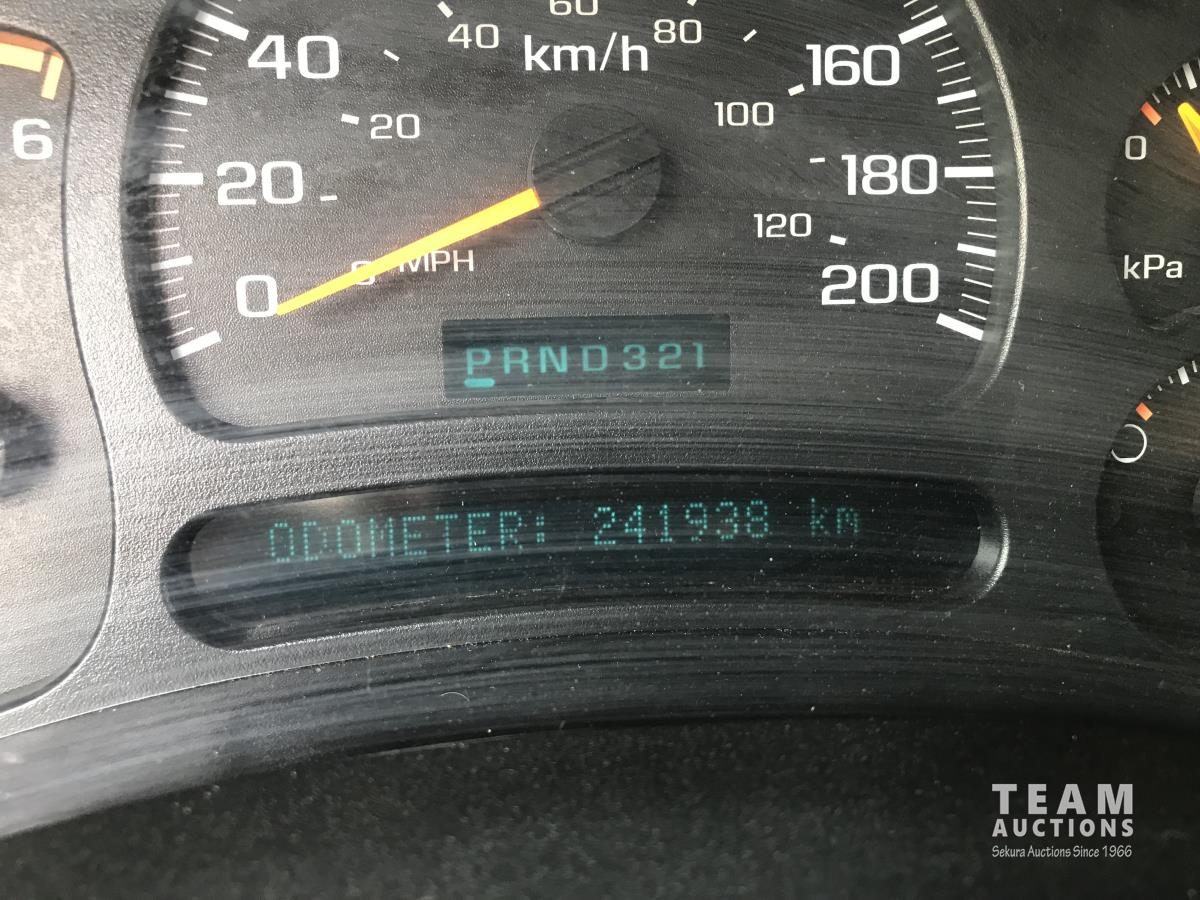 60
40 80
40 km/h 160
20 100
6
0
20 180
120
0 MPH
0 200
kPa
PRND321
ODOMETER: 241938 km
TEAM
AUCTIONS
Sekura Auctions Since 1966